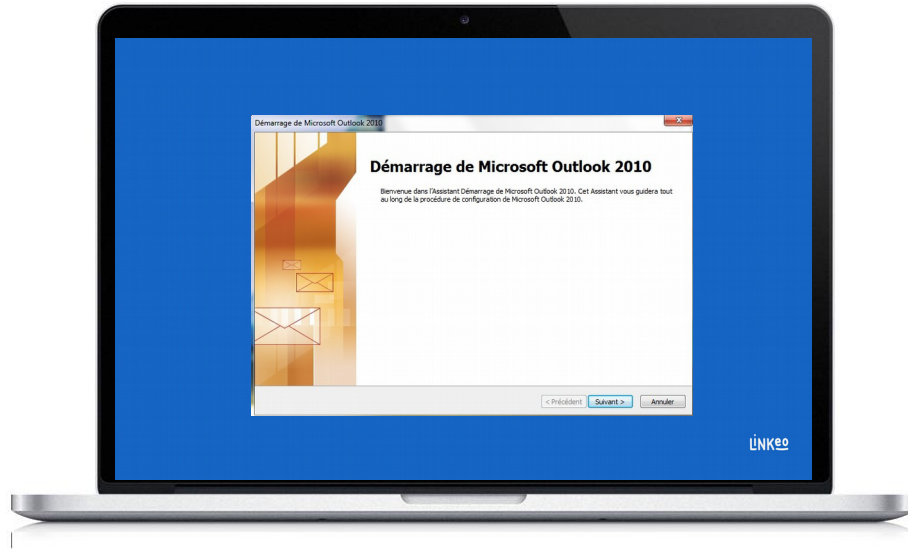 Démarrage de Microsoft Outlook 2010
X
Démarrage de Microsoft Outlook 2010
Bienvenue dans l'Assistant Démarrage de Microsoft Outlook 2010. Cet Assistant vous guidera tout
au long de la procédure de configuration de Microsoft Outlook 2010.
< Précédent Suivant > Annuler
LINKeo